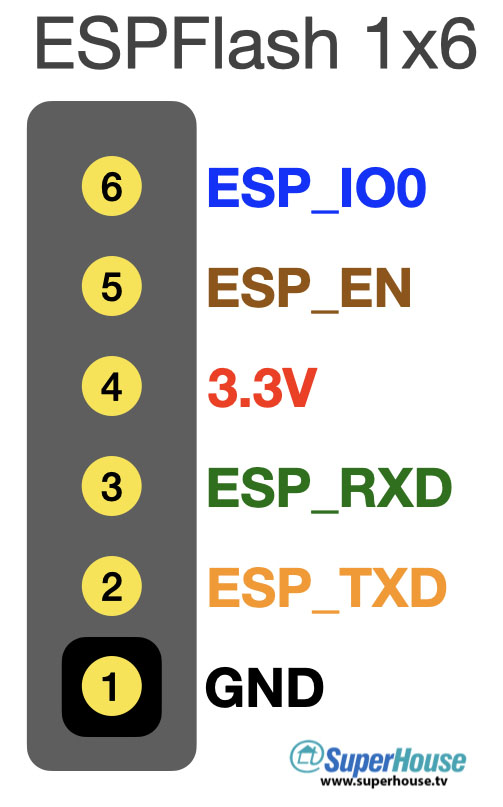 ESPFlash 1x6
6 ESP_IO0
5 ESP_EN
4 3.3V
3 ESP_RXD
2 ESP_TXD
1 GND
SuperHouse
www.superhouse.tv